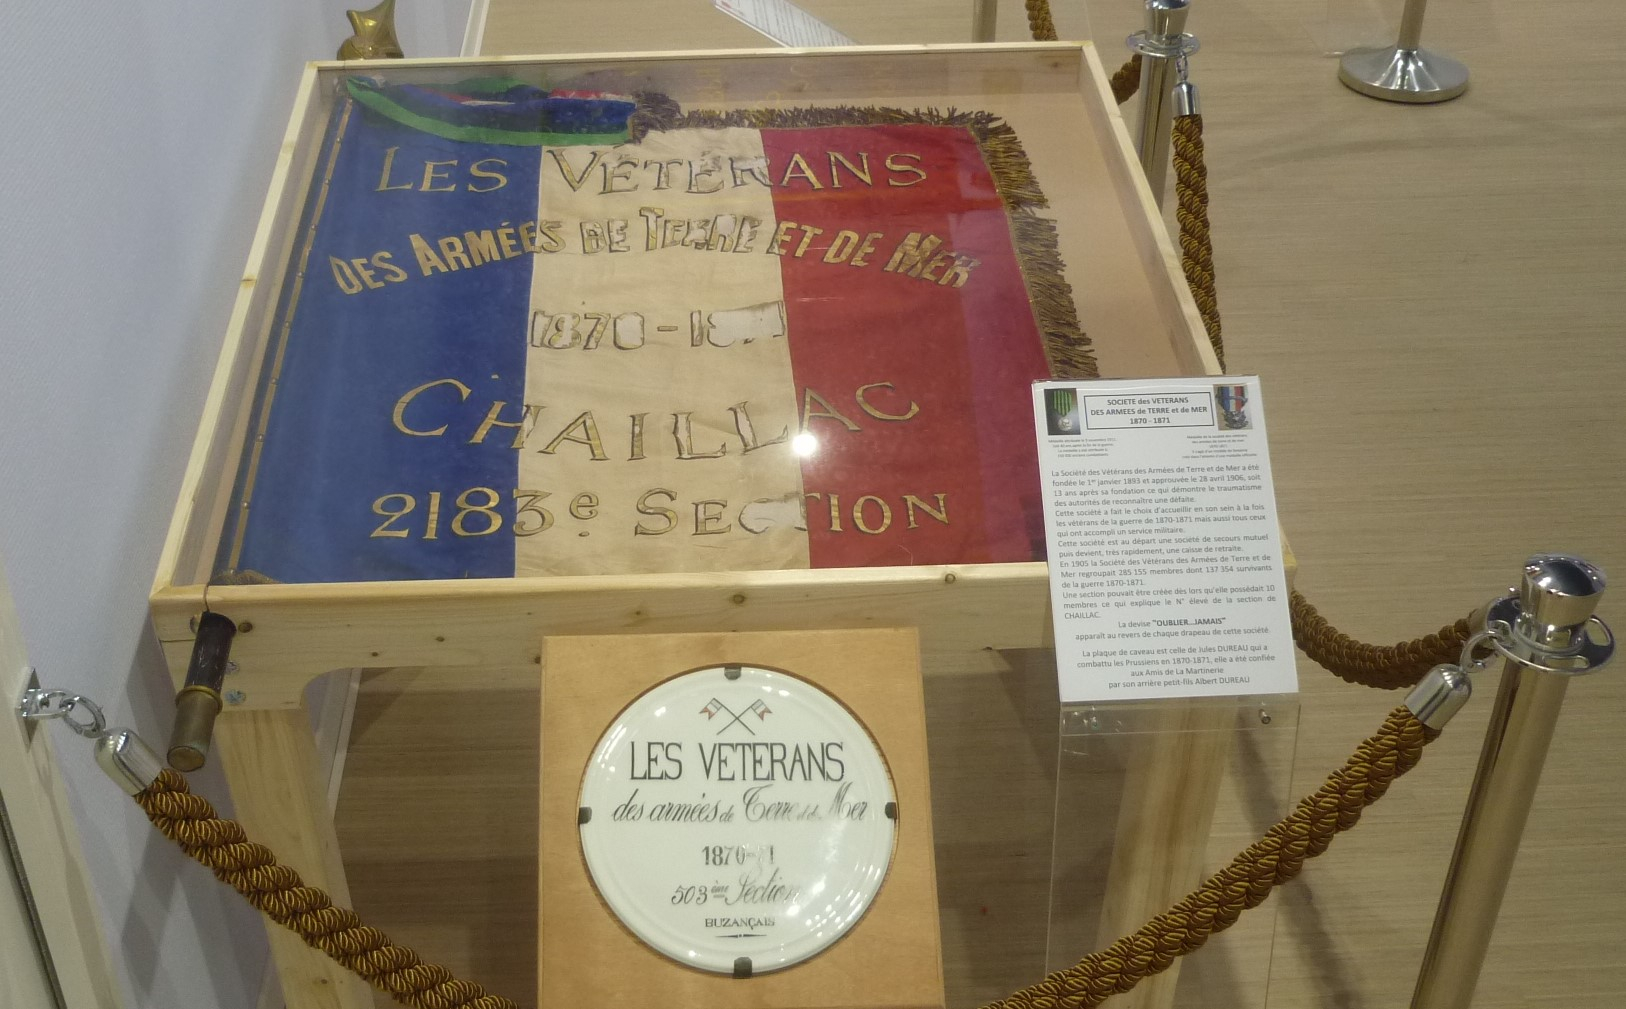 LES VÉTÉRANS
DES ARMÉES DE TERRE ET DE MER
1870-1871
CHAILLAC
2183e SECTION
SOCIETE des VETERANS
DES ARMEES de TERRE et de MER
1870 - 1871
La Société des Vétérans des Armées de Terre et de Mer a été
fondée le 1er janvier 1893 et approuvée le 28 avril 1906, soit
13 ans après sa fondation ce qui démontre le traumatisme
des autorités de reconnaître une défaite.
Cette société a fait le choix d'accueillir en son sein à la fois
les vétérans de la guerre de 1870-1871 mais aussi tous ceux
qui ont accompli un service militaire.
Cette société est au départ une société de secours mutuel
puis devient, très rapidement, une caisse de retraite.
En 1905 la Société des Vétérans des Armées de Terre et de
Mer regroupait 285 155 membres dont 137 354 survivants
de la guerre 1870-1871.
Une section pouvait être créée dès lors qu'elle possédait 10
membres ce qui explique le N° élevé de la section de
CHAILLAC.
La devise "OUBLIER...JAMAIS"
apparaît au revers de chaque drapeau de cette société
La plaque de caveau est celle de Jules DUREAU qui a
combattu les Prussiens en 1870-1871, elle a été confiée
aux Amis de La Martinerie
par son arrière petit-fils Albert DUREAU
LES VETERANS
des armées de Terre et de Mer
1870-71
503ème Section
BUZANÇAIS